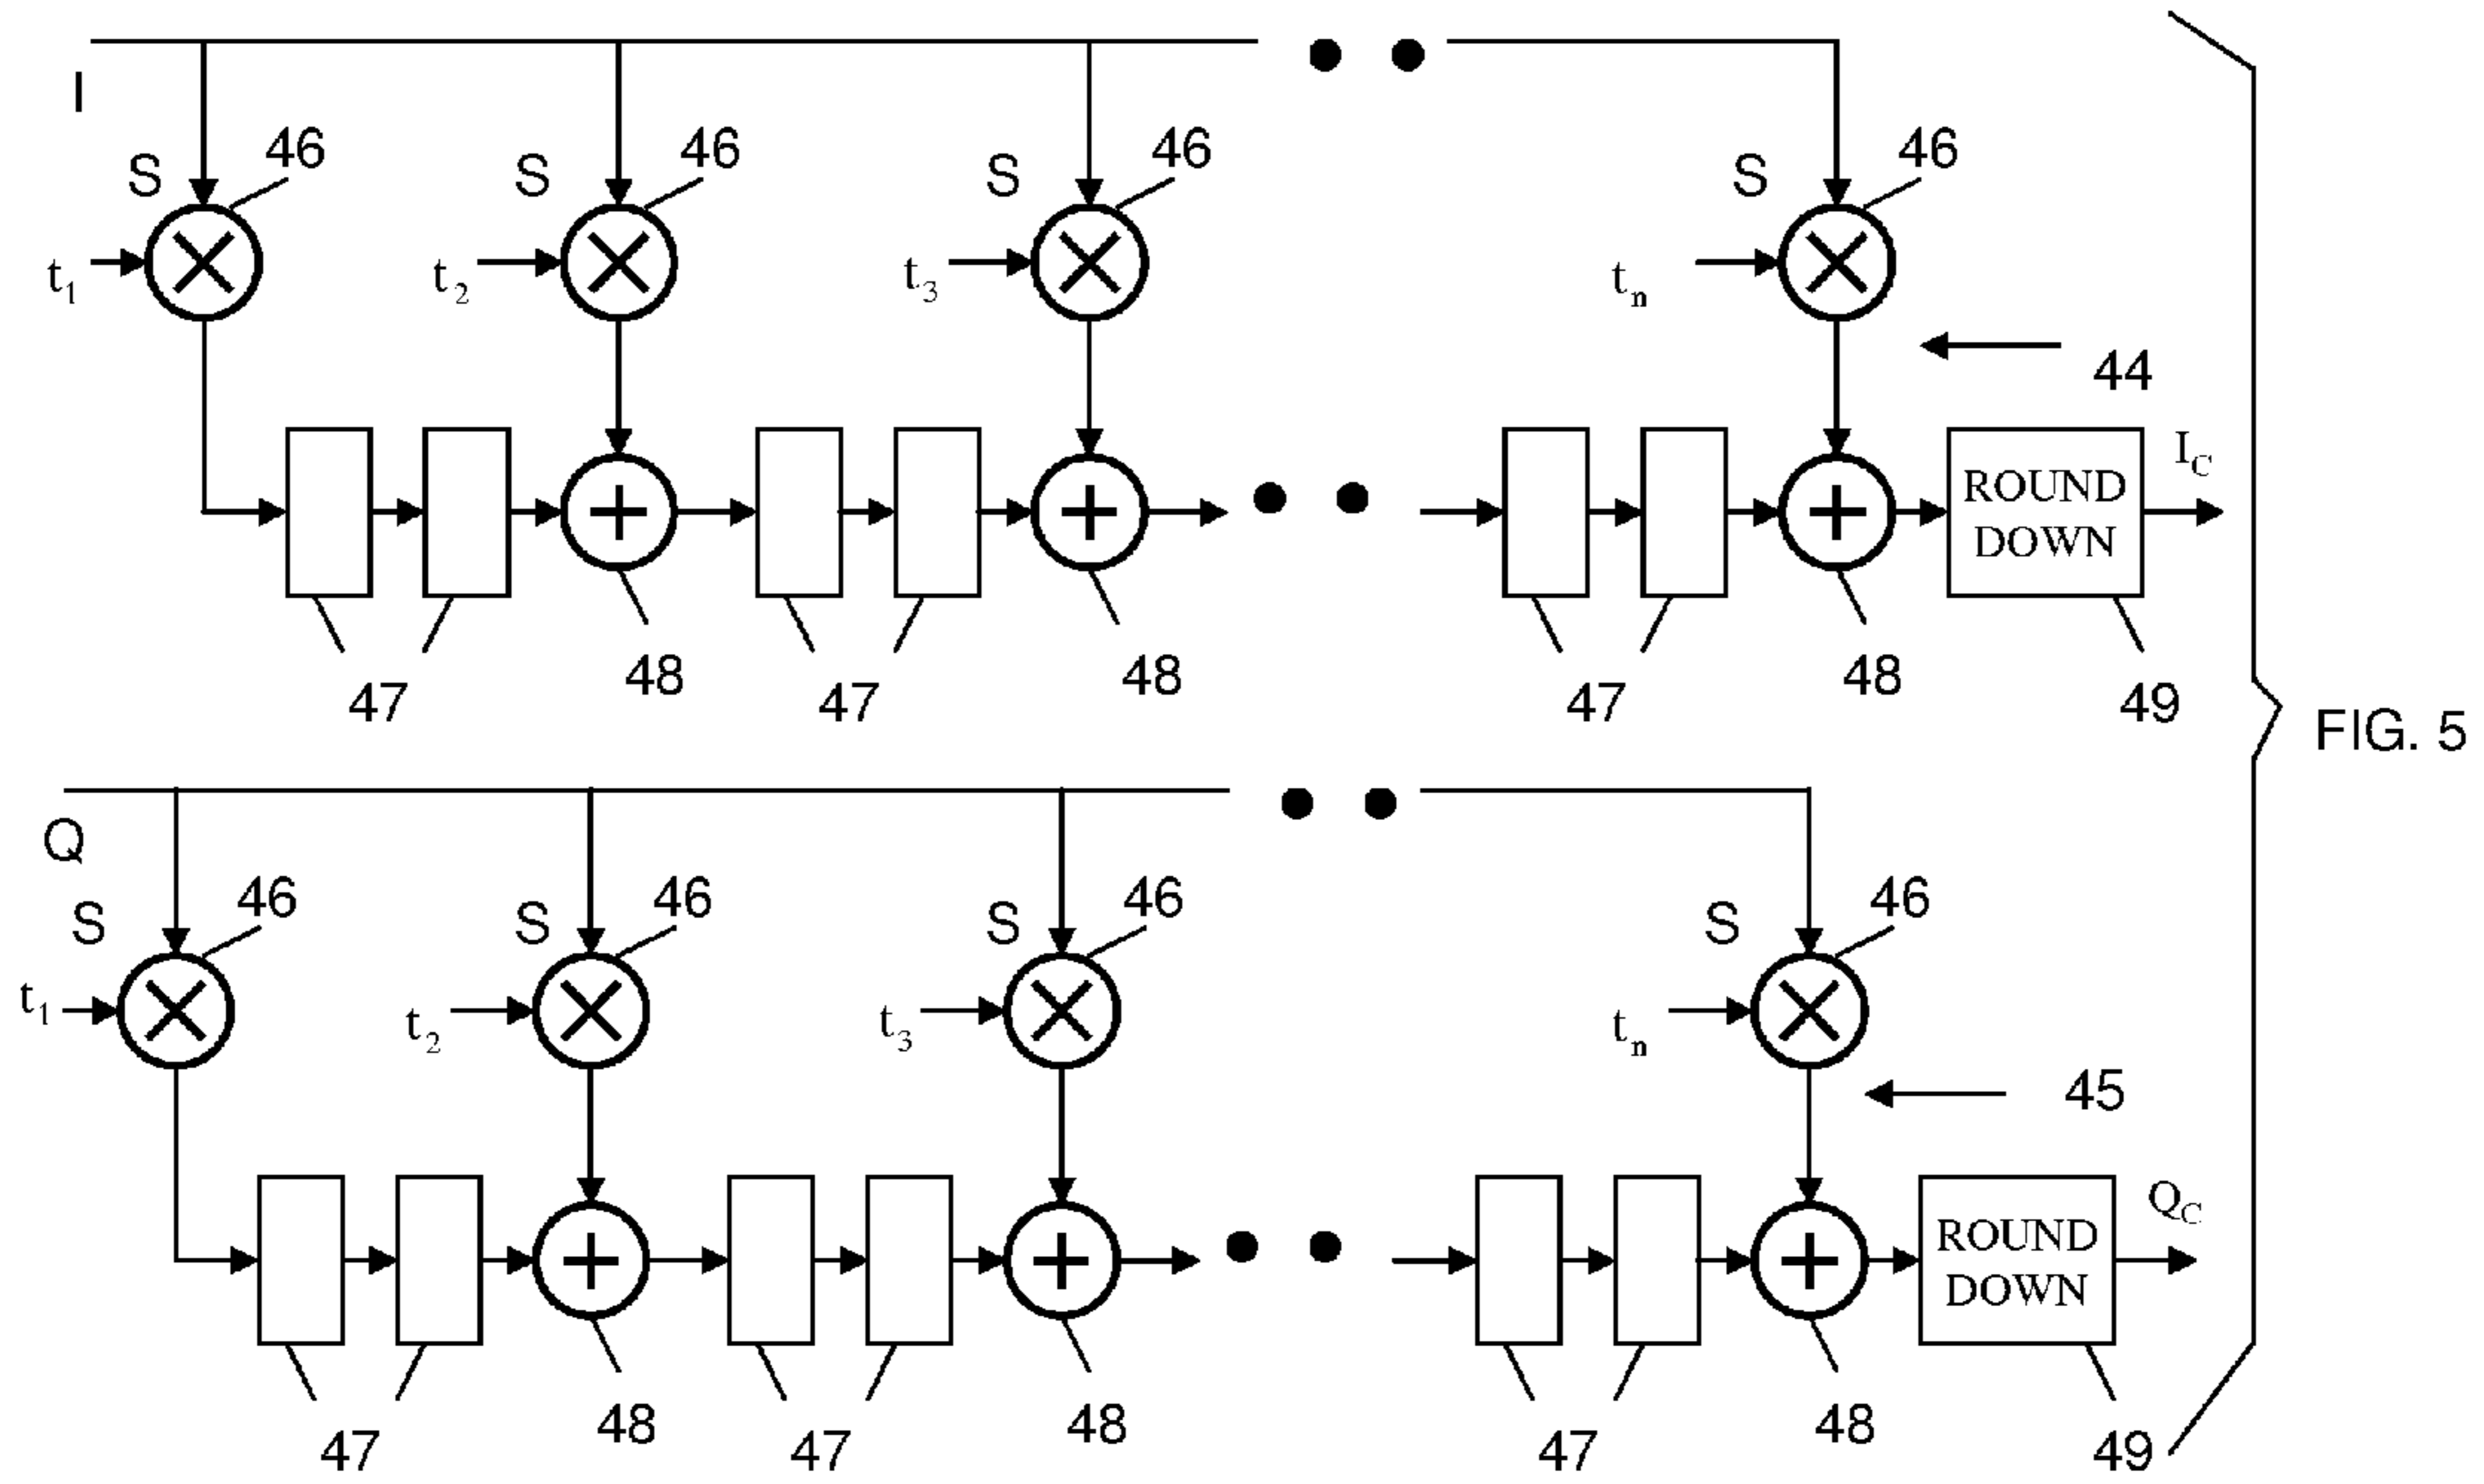 I
S 46 S 46 S 46 S 46
t1 t2 t3 tn
44
ROUND DOWN
IC
47 48 47 48 47 48 49
FIG. 5
Q
S 46 S 46 S 46 S 46
t1 t2 t3 tn
45
ROUND DOWN
QC
47 48 47 48 47 48 49